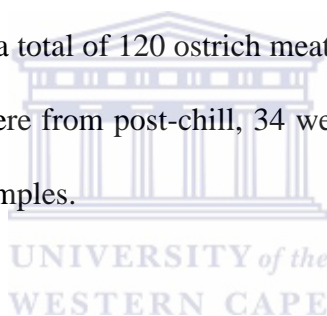 a total of 120 ostrich meat
ere from post-chill, 34 we
mples.
UNIVERSITY of the
WESTERN CAPE